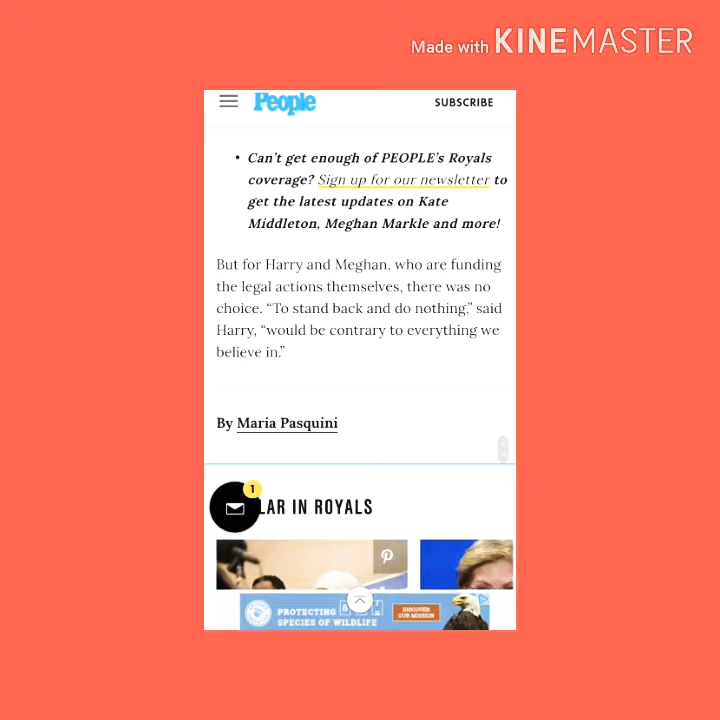 Made with KINEMASTER
People
SUBSCRIBE
• Can't get enough of PEOPLE's Royals
coverage? Sign up for our newsletter to
get the latest updates on Kate
Middleton, Meghan Markle and more!
But for Harry and Meghan, who are funding
the legal actions themselves, there was no
choice. “To stand back and do nothing,” said
Harry, “would be contrary to everything we
believe in.”
By Maria Pasquini
1
LAR IN ROYALS
PROTECTING
SPECIES OF WILDLIFE
DISCOVER
OUR MISSION